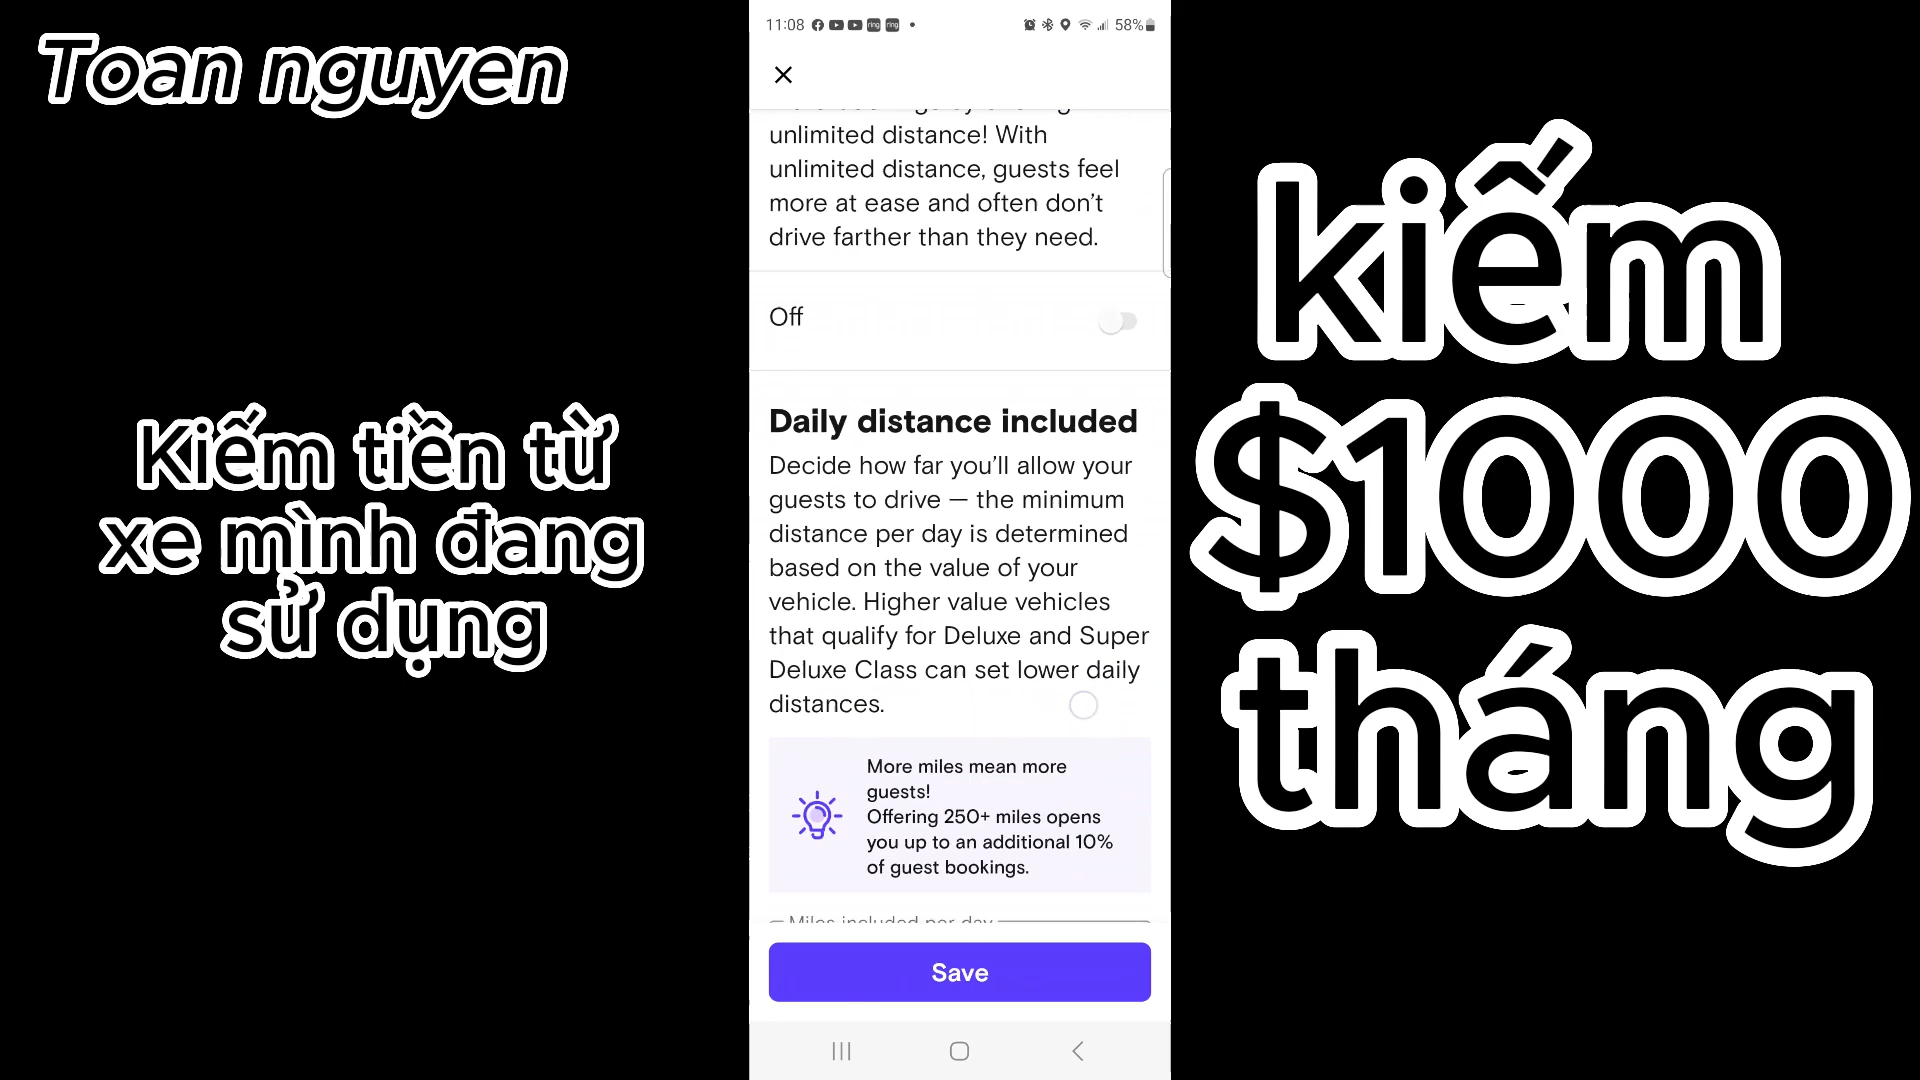 Toan nguyen
Kiếm tiền từ
xe mình đang
sử dụng
11:08
ring
ring
58%
unlimited distance! With
unlimited distance, guests feel
more at ease and often don’t
drive farther than they need.
Off
Daily distance included
Decide how far you’ll allow your
guests to drive — the minimum
distance per day is determined
based on the value of your
vehicle. Higher value vehicles
that qualify for Deluxe and Super
Deluxe Class can set lower daily
distances.
More miles mean more
guests!
Offering 250+ miles opens
you up to an additional 10%
of guest bookings.
Miles included per day
Save
kiếm
$1000
tháng